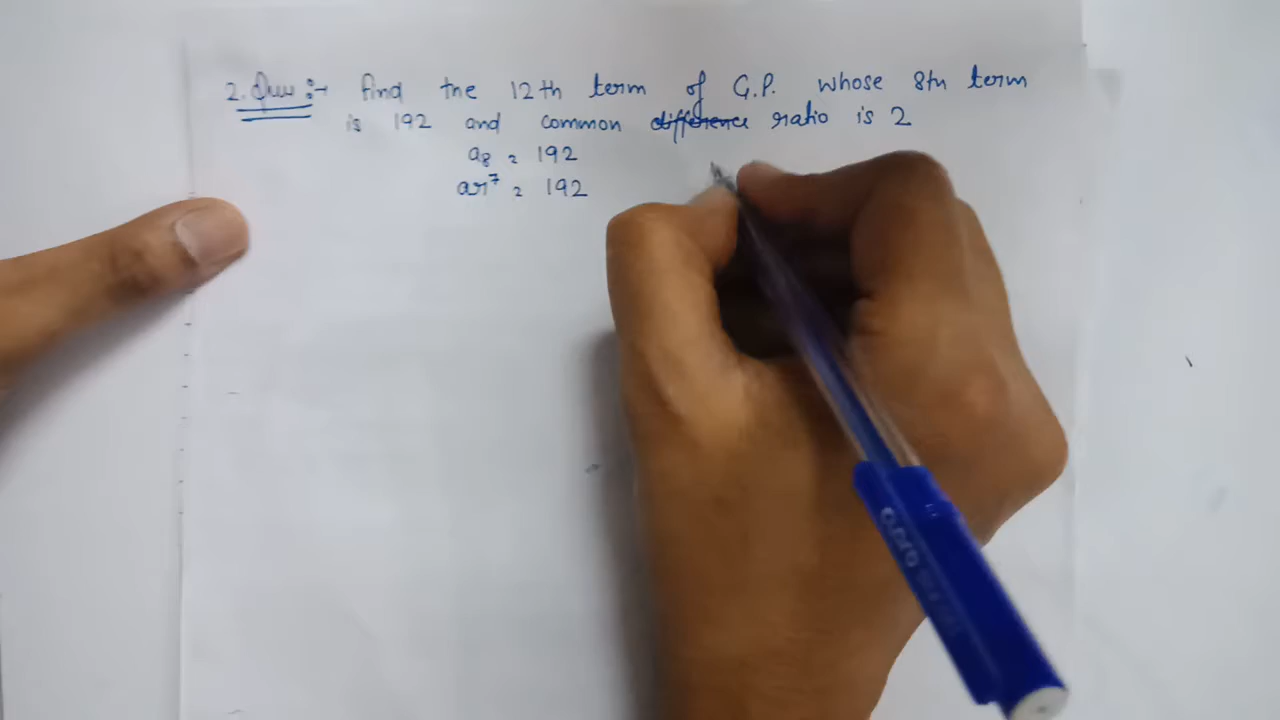 2. Ques :→ Find the 12th term of G.P. whose 8th term
is 192 and common difference ratio is 2
a₈ = 192
ar⁷ = 192